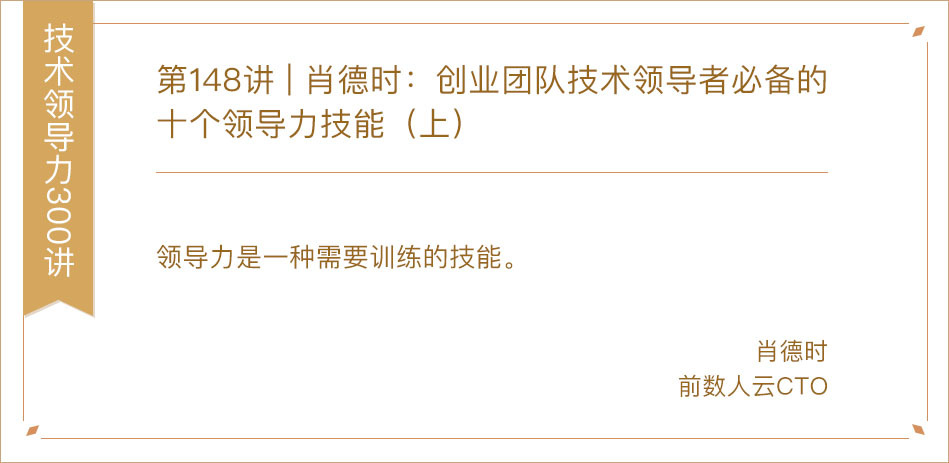 技术领导力300讲
第148讲 | 肖德时：创业团队技术领导者必备的
十个领导力技能（上）
领导力是一种需要训练的技能。
肖德时
前数人云CTO